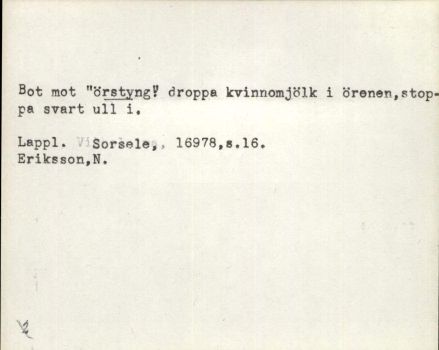 Bot mot "örstyng" droppa kvinnomjölk i örenen,stop-
pa svart ull i.
Lappl. Sorsele, 16978,s.16.
Eriksson,N.